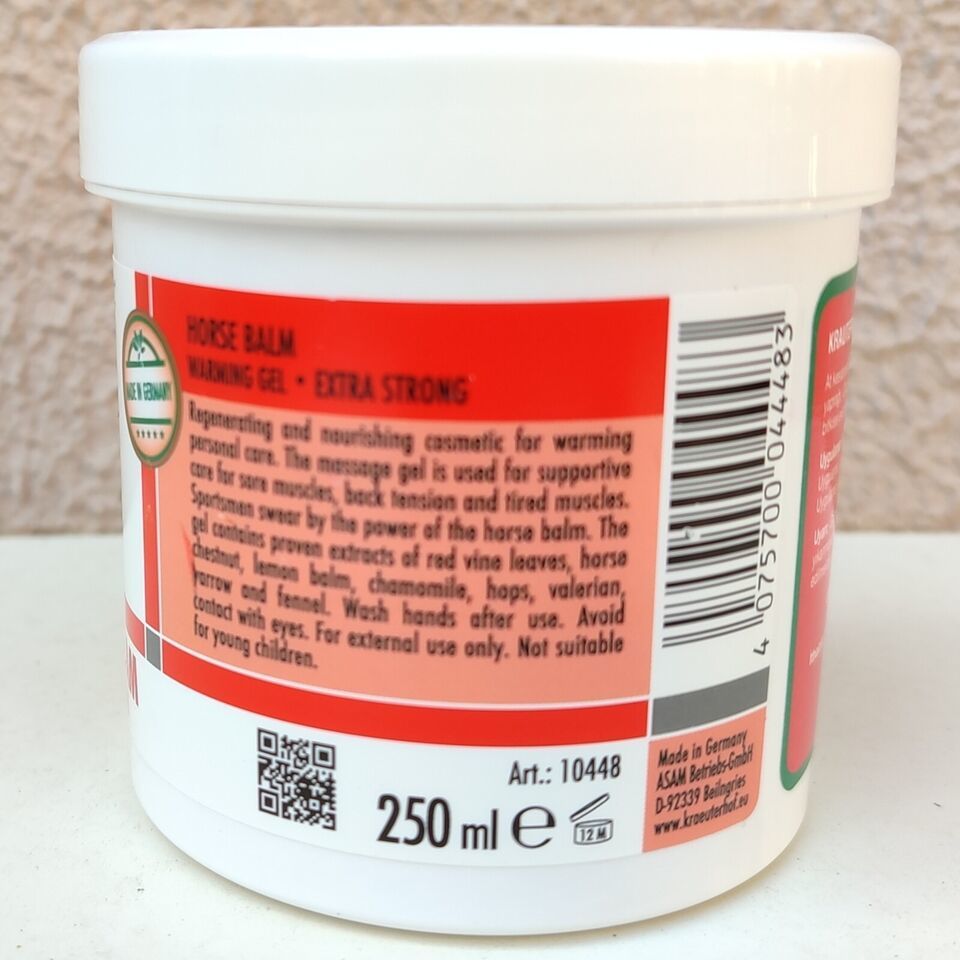 HORSE BALM
WARMING GEL • EXTRA STRONG
MADE IN GERMANY
Regenerating and nourishing cosmetic for warming
personal care. The massage gel is used for supportive
care for sore muscles, back tension and tired muscles.
Sportsmen swear by the power of the horse balm. The
gel contains proven extracts of red vine leaves, horse
chestnut, lemon balm, chamomile, hops, valerian,
yarrow and fennel. Wash hands after use. Avoid
contact with eyes. For external use only. Not suitable
for young children.
Art.: 10448
250 ml e
12 M
4 075700 044483
Made in Germany
ASAM Betriebs-GmbH
D-92339 Beilngries
www.kraeuterhof.eu